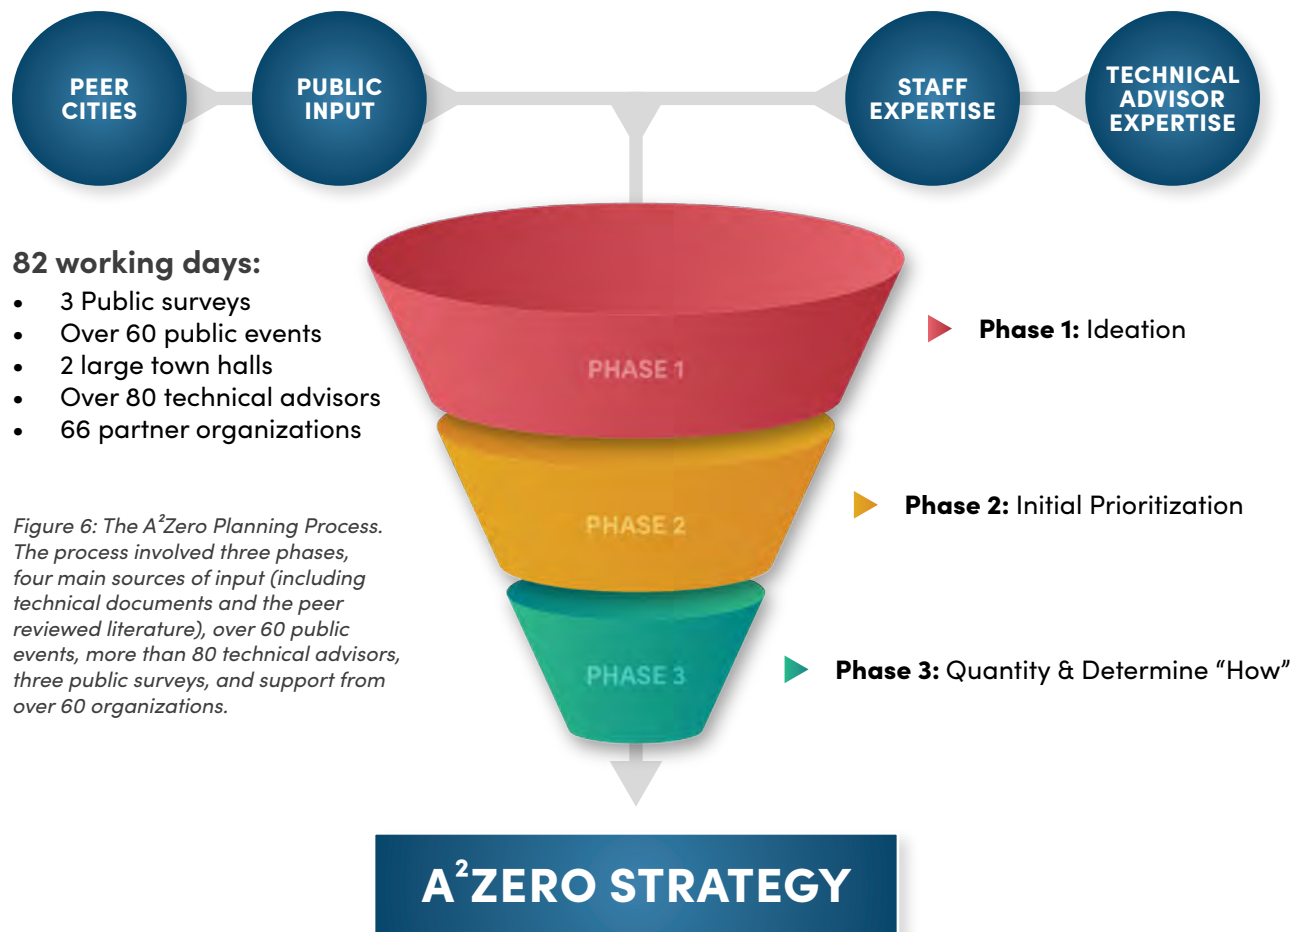 PEER
CITIES
PUBLIC
INPUT
STAFF
EXPERTISE
TECHNICAL
ADVISOR
EXPERTISE
82 working days:
• 3 Public surveys
• Over 60 public events
• 2 large town halls
• Over 80 technical advisors
• 66 partner organizations
Figure 6: The A²Zero Planning Process.
The process involved three phases,
four main sources of input (including
technical documents and the peer
reviewed literature), over 60 public
events, more than 80 technical advisors,
three public surveys, and support from
over 60 organizations.
PHASE 1
Phase 1: Ideation
PHASE 2
Phase 2: Initial Prioritization
PHASE 3
Phase 3: Quantity & Determine “How”
A²ZERO STRATEGY